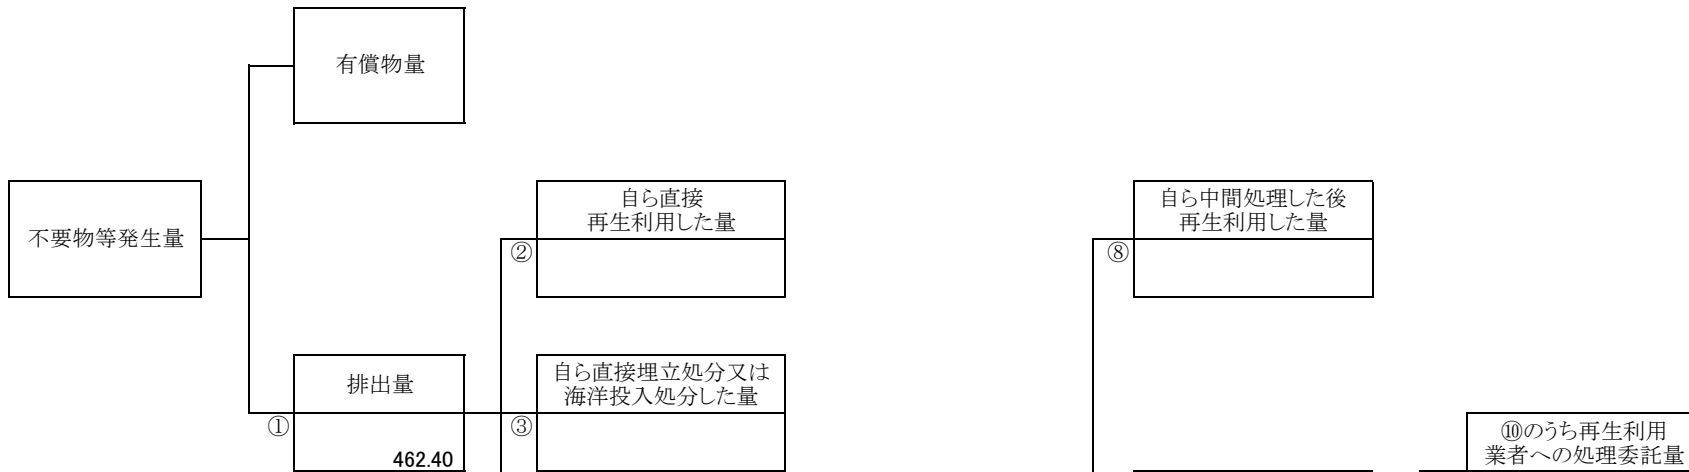 有償物量
不要物等発生量
自ら直接
再生利用した量
②
自ら中間処理した後
再生利用した量
⑧
排出量
①
462.40
自ら直接埋立処分又は
海洋投入処分した量
③
⑩のうち再生利用
業者への処理委託量